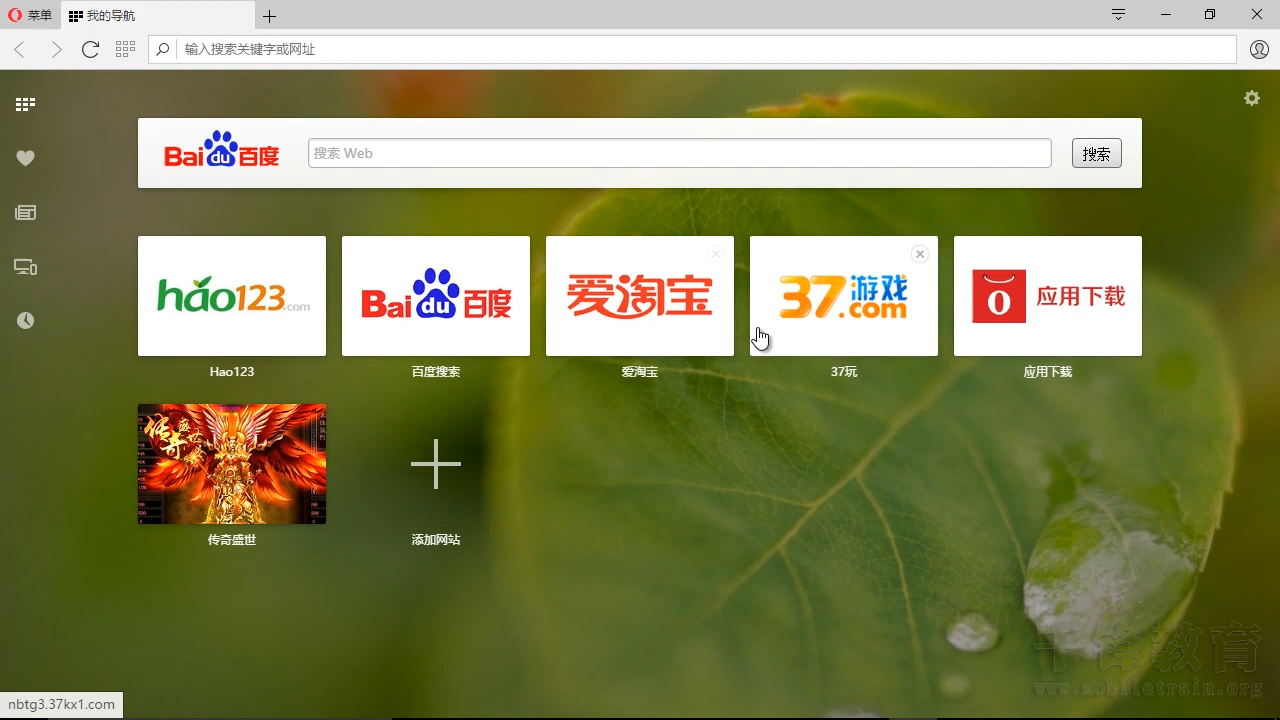 菜单
我的导航
输入搜索关键字或网址
Bai du 百度
搜索 Web
搜索
hao123.com
Bai du 百度
爱淘宝
37游戏
.com
应用下载
Hao123
百度搜索
爱淘宝
37玩
应用下载
传奇盛世
传奇盛世
添加网站
千锋教育
www.mobiletrain.org
nbtg3.37kx1.com